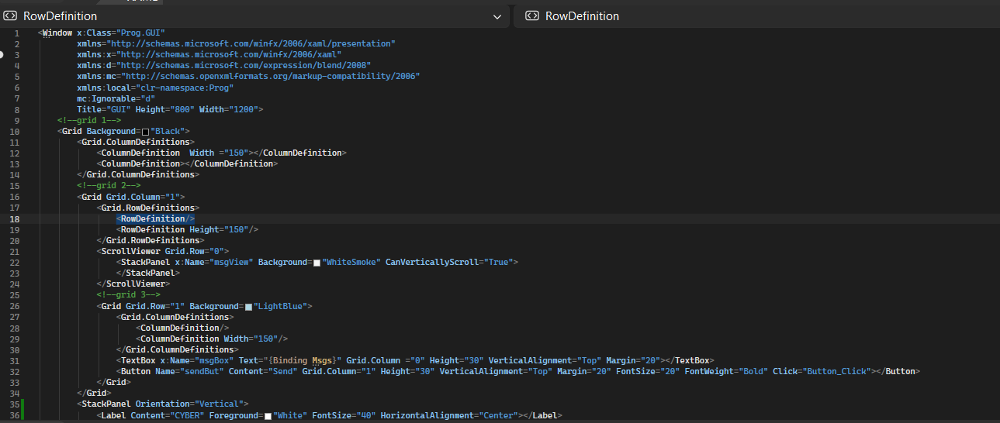 RowDefinition
RowDefinition
1 <Window x:Class="Prog.GUI"
2 xmlns="http://schemas.microsoft.com/winfx/2006/xaml/presentation"
3 xmlns:x="http://schemas.microsoft.com/winfx/2006/xaml"
4 xmlns:d="http://schemas.microsoft.com/expression/blend/2008"
5 xmlns:mc="http://schemas.openxmlformats.org/markup-compatibility/2006"
6 xmlns:local="clr-namespace:Prog"
7 mc:Ignorable="d"
8 Title="GUI" Height="800" Width="1200">
9 <!--grid 1-->
10 <Grid Background="Black">
11 <Grid.ColumnDefinitions>
12 <ColumnDefinition  Width ="150"></ColumnDefinition>
13 <ColumnDefinition></ColumnDefinition>
14 </Grid.ColumnDefinitions>
15 <!--grid 2-->
16 <Grid Grid.Column="1">
17 <Grid.RowDefinitions>
18 <RowDefinition/>
19 <RowDefinition Height="150"/>
20 </Grid.RowDefinitions>
21 <ScrollViewer Grid.Row="0">
22 <StackPanel x:Name="msgView" Background="WhiteSmoke" CanVerticallyScroll="True">
23 </StackPanel>
24 </ScrollViewer>
25 <!--grid 3-->
26 <Grid Grid.Row="1" Background="LightBlue">
27 <Grid.ColumnDefinitions>
28 <ColumnDefinition/>
29 <ColumnDefinition Width="150"/>
30 </Grid.ColumnDefinitions>
31 <TextBox x:Name="msgBox" Text="{Binding Msgs}" Grid.Column ="0" Height="30" VerticalAlignment="Top" Margin="20"></TextBox>
32 <Button Name="sendBut" Content="Send" Grid.Column="1" Height="30" VerticalAlignment="Top" Margin="20" FontSize="20" FontWeight="Bold" Click="Button_Click"></Button>
33 </Grid>
34 </Grid>
35 <StackPanel Orientation="Vertical">
36 <Label Content="CYBER" Foreground="White" FontSize="40" HorizontalAlignment="Center"></Label>